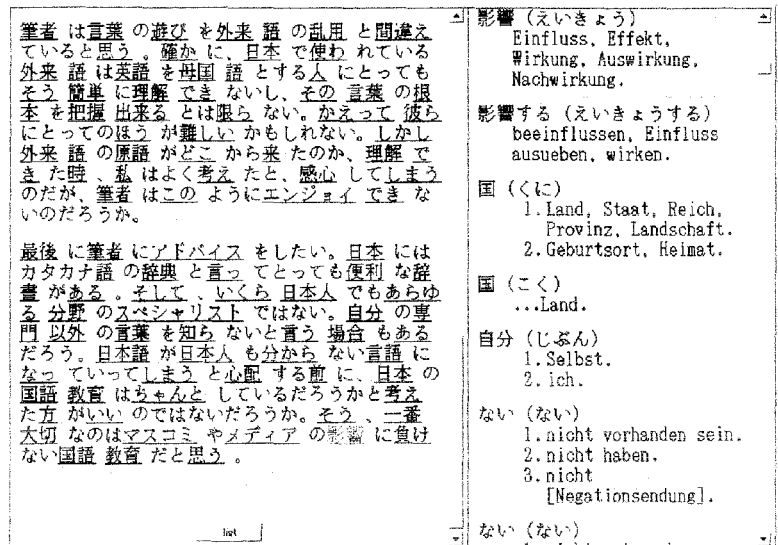 筆者 は言葉 の遊び を外来 語 の乱用 と間違え
ていると思う 。確か に、日本 で使わ れている
外来 語 は英語 を母国 語 とする人 にとっても
そう 簡単 に理解 でき ないし、その 言葉 の根
本 を把握 出来る とは限ら ない。かえって 彼ら
にとってのほう が難しい かもしれない。しかし
外来 語 の原語 がどこ から来 たのか、理解 で
き た時 、私 はよく考え たと、感心 してしまう
のだが、筆者 はこの ようにエンジョイ でき な
いのだろうか。
最後 に筆者 にアドバイス をしたい。日本 には
カタカナ語 の辞典 と言っ てとっても便利 な辞
書 がある 。そして 、いくら 日本人 でもあらゆ
る 分野 のスペシャリスト ではない。自分 の専
門 以外 の言葉 を知ら ないと言う 場合 もある
だろう。日本語 が日本人 も分から ない言語 に
なっ ていってしまう と心配 する前 に、日本 の
国語 教育 はちゃんと しているだろうかと考え
た方 がいい のではないだろうか。そう 、一番
大切 なのはマスコミ やメディア の影響 に負け
ない国語 教育 だと思う 。
list
影響 (えいきょう)
Einfluss, Effekt,
Wirkung, Auswirkung,
Nachwirkung.
影響する (えいきょうする)
beeinflussen, Einfluss
ausueben, wirken.
国 (くに)
1.Land, Staat, Reich,
Provinz, Landschaft.
2.Geburtsort, Heimat.
国 (こく)
...Land.
自分 (じぶん)
1.Selbst.
2.ich.
ない (ない)
1.nicht vorhanden sein.
2.nicht haben.
3.nicht
[Negationsendung].
ない (ない)